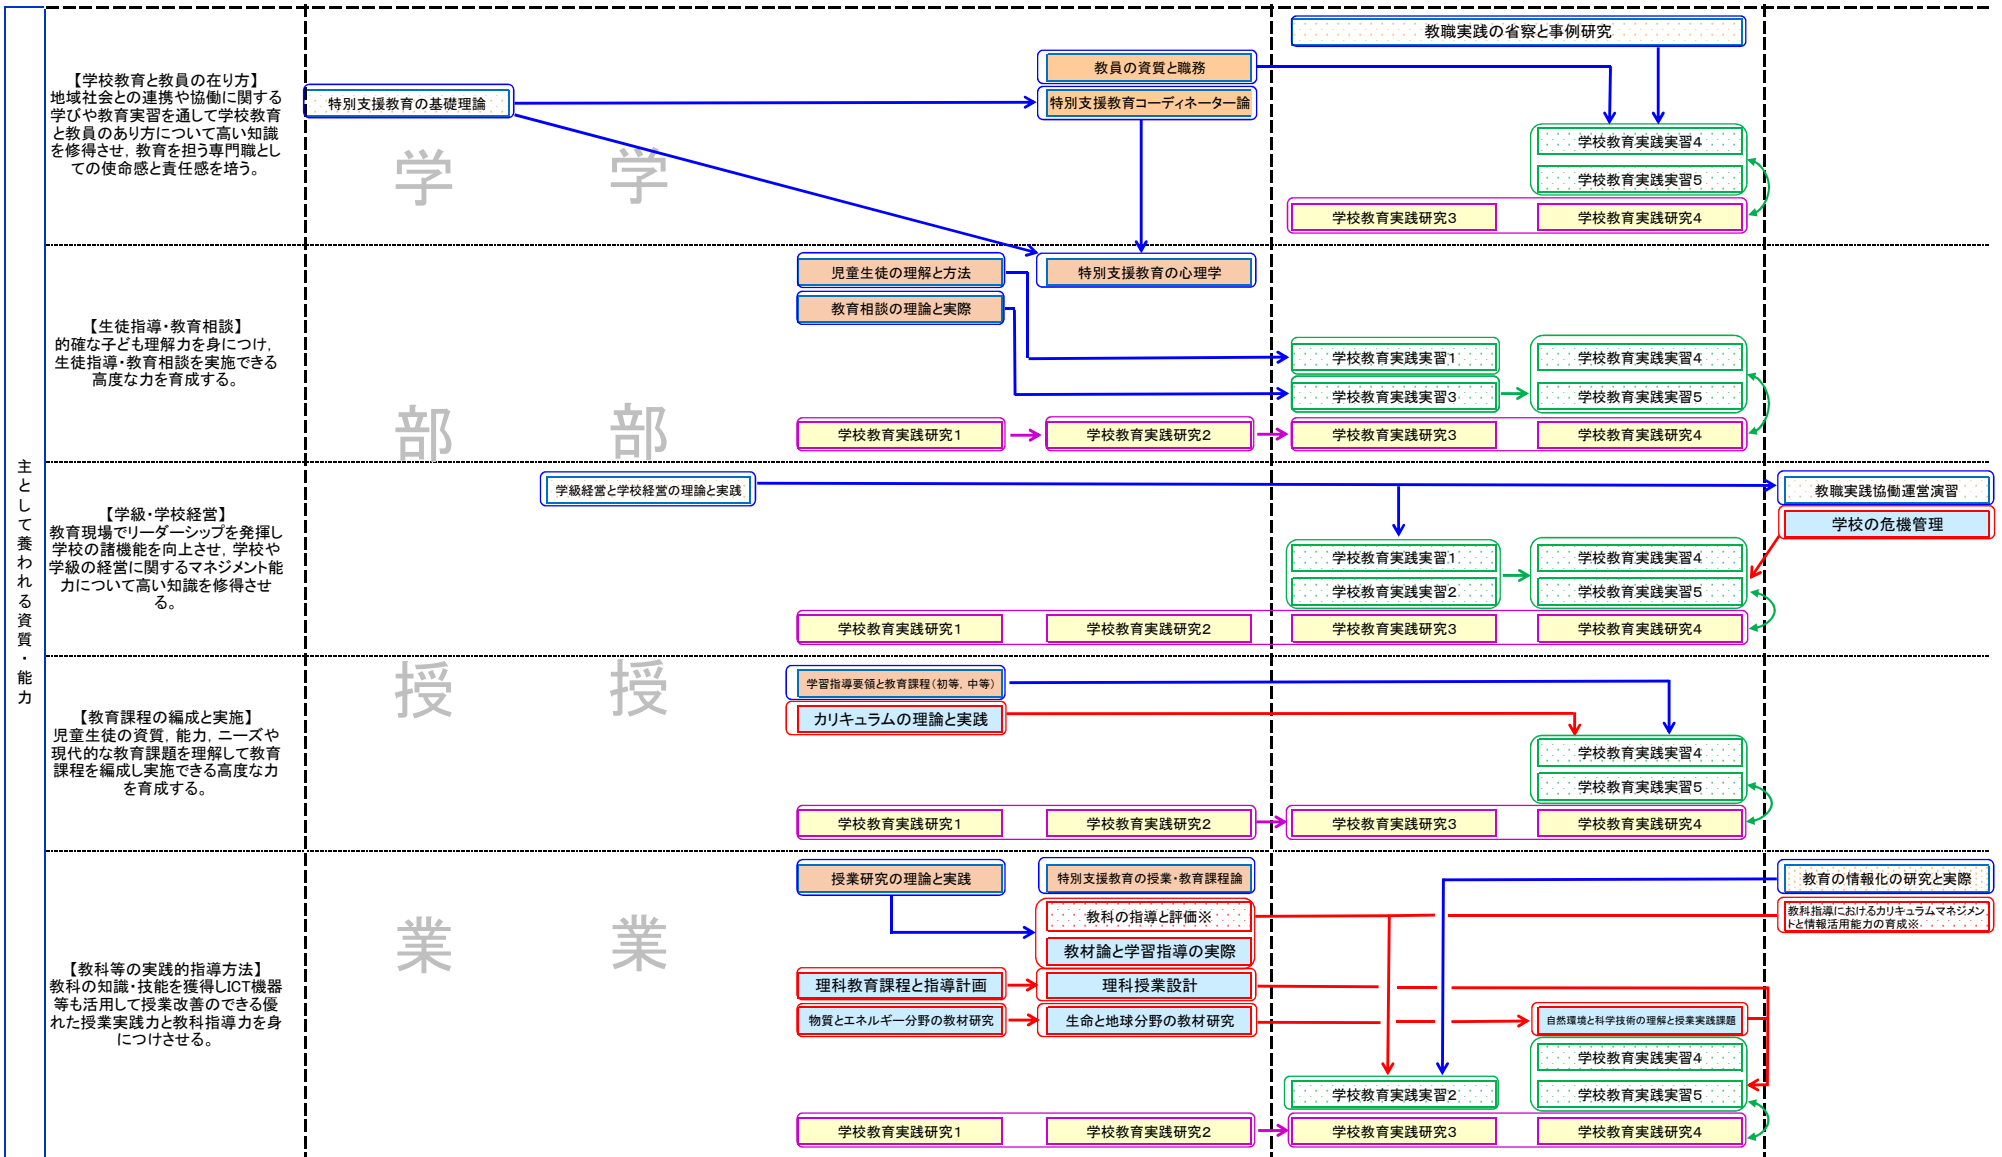 主として養われる資質・能力
【学校教育と教員の在り方】
地域社会との連携や協働に関する
学びや教育実習を通して学校教育
と教員のあり方について高い知識
を修得させ，教育を担う専門職とし
ての使命感と責任感を培う。
特別支援教育の基礎理論
教員の資質と職務
特別支援教育コーディネーター論
教職実践の省察と事例研究
学校教育実践実習4
学校教育実践実習5
学校教育実践研究3
学校教育実践研究4
学
学
【生徒指導・教育相談】
的確な子ども理解力を身につけ，
生徒指導・教育相談を実施できる
高度な力を育成する。
児童生徒の理解と方法
特別支援教育の心理学
教育相談の理論と実際
学校教育実践実習1
学校教育実践実習4
学校教育実践実習3
学校教育実践実習5
学校教育実践研究1
学校教育実践研究2
学校教育実践研究3
学校教育実践研究4
部
部
【学級・学校経営】
教育現場でリーダーシップを発揮し
学校の諸機能を向上させ，学校や
学級の経営に関するマネジメント能
力について高い知識を修得させ
る。
学級経営と学校経営の理論と実践
教職実践協働運営演習
学校の危機管理
学校教育実践実習1
学校教育実践実習4
学校教育実践実習2
学校教育実践実習5
学校教育実践研究1
学校教育実践研究2
学校教育実践研究3
学校教育実践研究4
授
授
【教育課程の編成と実施】
児童生徒の資質，能力，ニーズや
現代的な教育課題を理解して教育
課程を編成し実施できる高度な力
を育成する。
学習指導要領と教育課程（初等，中等）
カリキュラムの理論と実践
学校教育実践実習4
学校教育実践実習5
学校教育実践研究1
学校教育実践研究2
学校教育実践研究3
学校教育実践研究4
業
業
【教科等の実践的指導方法】
教科の知識・技能を獲得しICT機器
等も活用して授業改善のできる優
れた授業実践力と教科指導力を身
につけさせる。
授業研究の理論と実践
特別支援教育の授業・教育課程論
教育の情報化の研究と実際
教科の指導と評価※
教科指導におけるカリキュラムマネジメン
トと情報活用能力の育成※
教材論と学習指導の実際
理科教育課程と指導計画
理科授業設計
物質とエネルギー分野の教材研究
生命と地球分野の教材研究
自然環境と科学技術の理解と授業実践課題
学校教育実践実習4
学校教育実践実習2
学校教育実践実習5
学校教育実践研究1
学校教育実践研究2
学校教育実践研究3
学校教育実践研究4